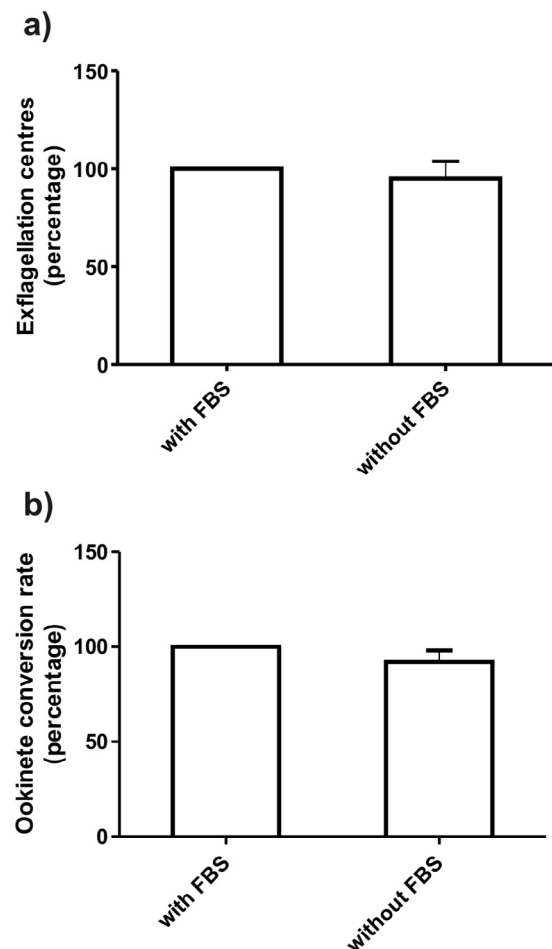 a)
Exflagellation centres
(percentage)
150
100
50
0
with FBS
without FBS
b)
Ookinete conversion rate
(percentage)
150
100
50
0
with FBS
without FBS